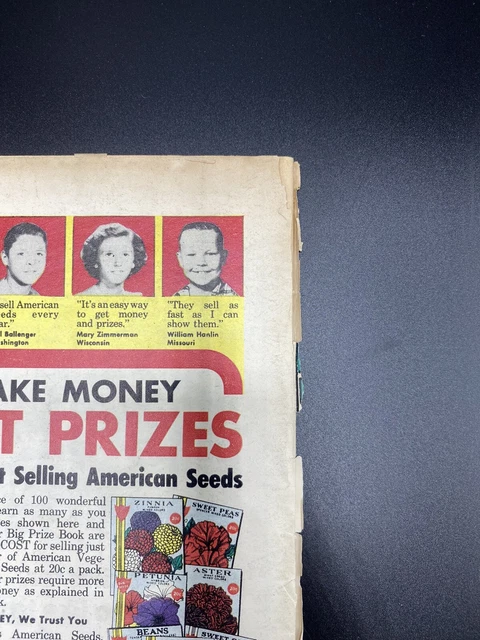 sell American
eds every
ar."
l Ballenger
shington
"It's an easy way
to get money
and prizes."
Mary Zimmerman
Wisconsin
"They sell as
fast as I can
show them."
William Hanlin
Missouri
AKE MONEY
T PRIZES
t Selling American Seeds
ce of 100 wonderful
earn as many as you
es shown here and
r Big Prize Book are
COST for selling just
r of American Vege-
Seeds at 20c a pack.
r prizes require more
oney as explained in
k.
EY, We Trust You
s American Seeds.
ZINNIA
SWEET PEAS
PETUNIA
ASTER
BEANS